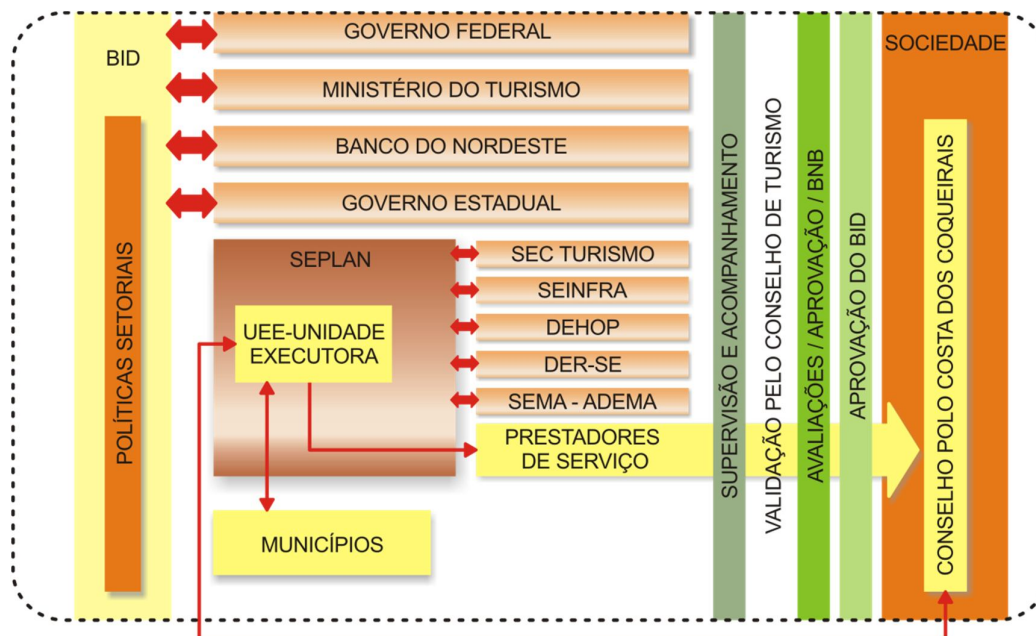 BID
POLÍTICAS SETORIAIS
GOVERNO FEDERAL
MINISTÉRIO DO TURISMO
BANCO DO NORDESTE
GOVERNO ESTADUAL
SEPLAN
UEE-UNIDADE
EXECUTORA
SEC TURISMO
SEINFRA
DEHOP
DER-SE
SEMA - ADEMA
PRESTADORES
DE SERVIÇO
MUNICÍPIOS
SUPERVISÃO E ACOMPANHAMENTO
VALIDAÇÃO PELO CONSELHO DE TURISMO
AVALIAÇÕES / APROVAÇÃO / BNB
APROVAÇÃO DO BID
SOCIEDADE
CONSELHO POLO COSTA DOS COQUEIRAIS